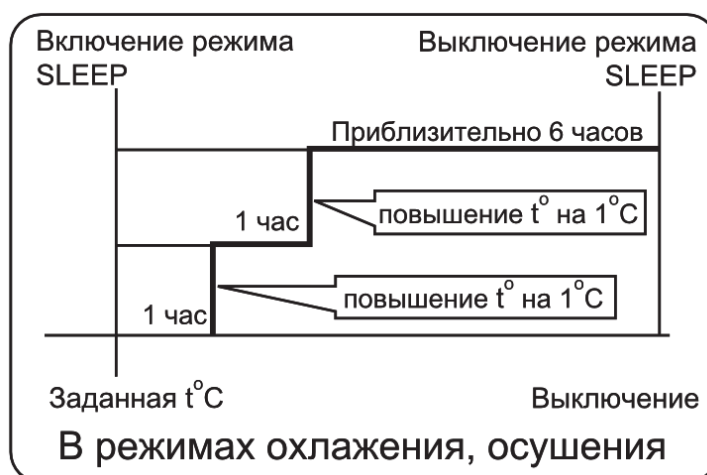 Включение режима
SLEEP
Выключение режима
SLEEP
Приблизительно 6 часов
1 час
повышение t° на 1°C
1 час
повышение t° на 1°C
Заданная t°C
Выключение
В режимах охлажения, осушения